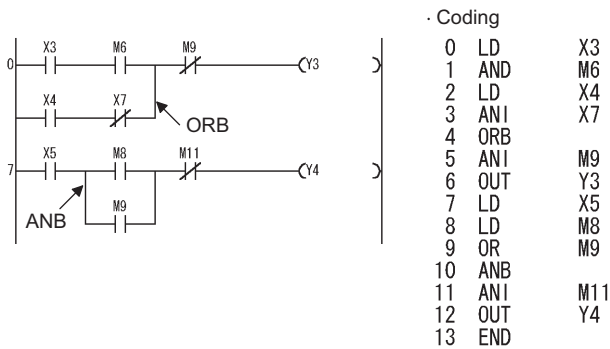 · Coding
X3 M6 M9
0 Y3
X4 X7
ORB
X5 M8 M11
7 Y4
M9
ANB
0 LD X3
1 AND M6
2 LD X4
3 ANI X7
4 ORB
5 ANI M9
6 OUT Y3
7 LD X5
8 LD M8
9 OR M9
10 ANB
11 ANI M11
12 OUT Y4
13 END